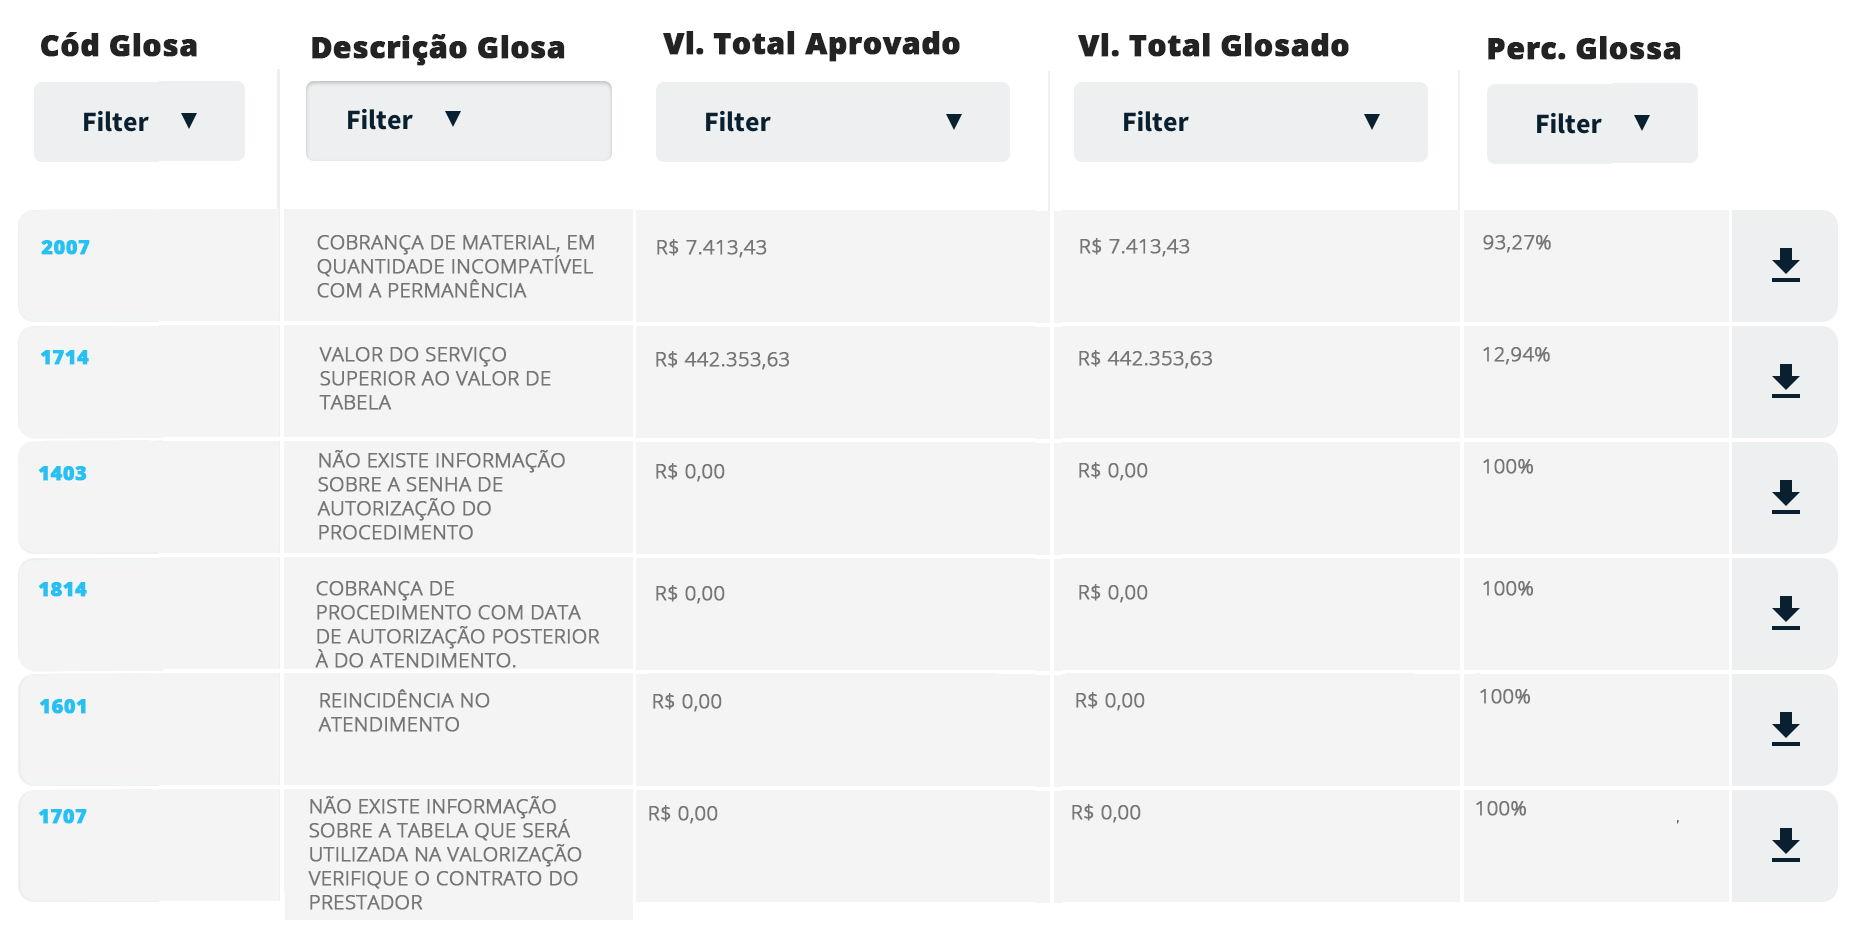 Cód Glosa
Descrição Glosa
Vl. Total Aprovado
Vl. Total Glosado
Perc. Glossa
Filter ▼
Filter ▼
Filter ▼
Filter ▼
Filter ▼
2007
COBRANÇA DE MATERIAL, EM
QUANTIDADE INCOMPATÍVEL
COM A PERMANÊNCIA
R$ 7.413,43
R$ 7.413,43
93,27%
1714
VALOR DO SERVIÇO
SUPERIOR AO VALOR DE
TABELA
R$ 442.353,63
R$ 442.353,63
12,94%
1403
NÃO EXISTE INFORMAÇÃO
SOBRE A SENHA DE
AUTORIZAÇÃO DO
PROCEDIMENTO
R$ 0,00
R$ 0,00
100%
1814
COBRANÇA DE
PROCEDIMENTO COM DATA
DE AUTORIZAÇÃO POSTERIOR
À DO ATENDIMENTO.
R$ 0,00
R$ 0,00
100%
1601
REINCIDÊNCIA NO
ATENDIMENTO
R$ 0,00
R$ 0,00
100%
1707
NÃO EXISTE INFORMAÇÃO
SOBRE A TABELA QUE SERÁ
UTILIZADA NA VALORIZAÇÃO
VERIFIQUE O CONTRATO DO
PRESTADOR
R$ 0,00
R$ 0,00
100%
,